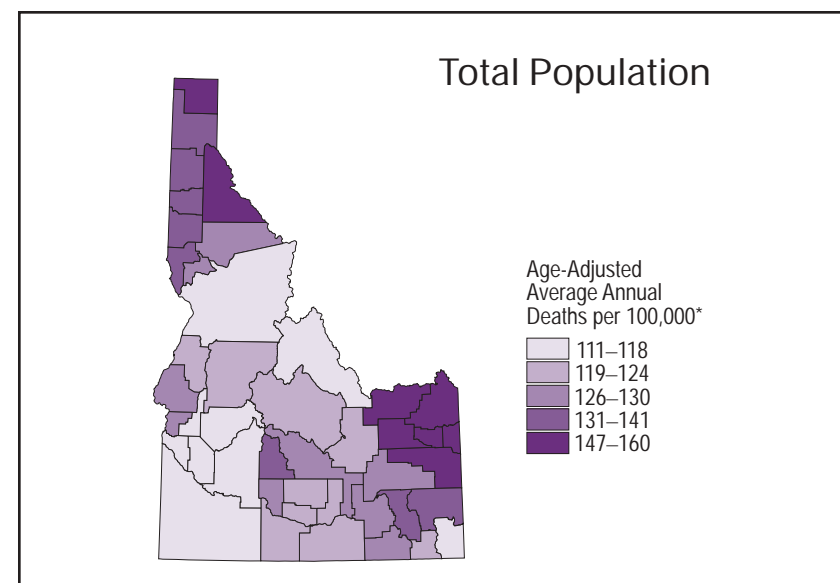 Total Population
Age-Adjusted
Average Annual
Deaths per 100,000*
111–118
119–124
126–130
131–141
147–160